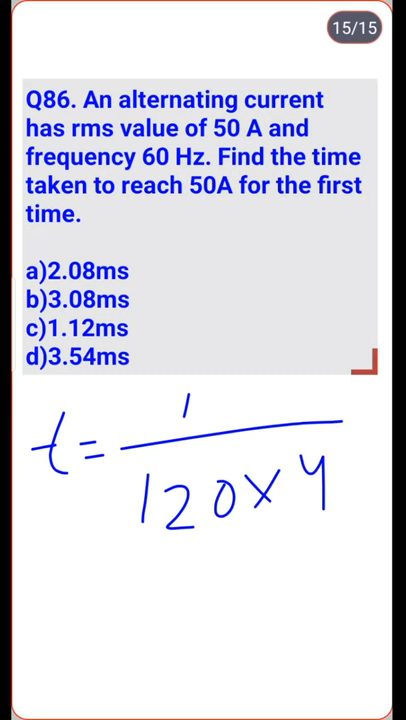 15/15
Q86. An alternating current
has rms value of 50 A and
frequency 60 Hz. Find the time
taken to reach 50A for the first
time.
a)2.08ms
b)3.08ms
c)1.12ms
d)3.54ms
t = 1
120 x 4